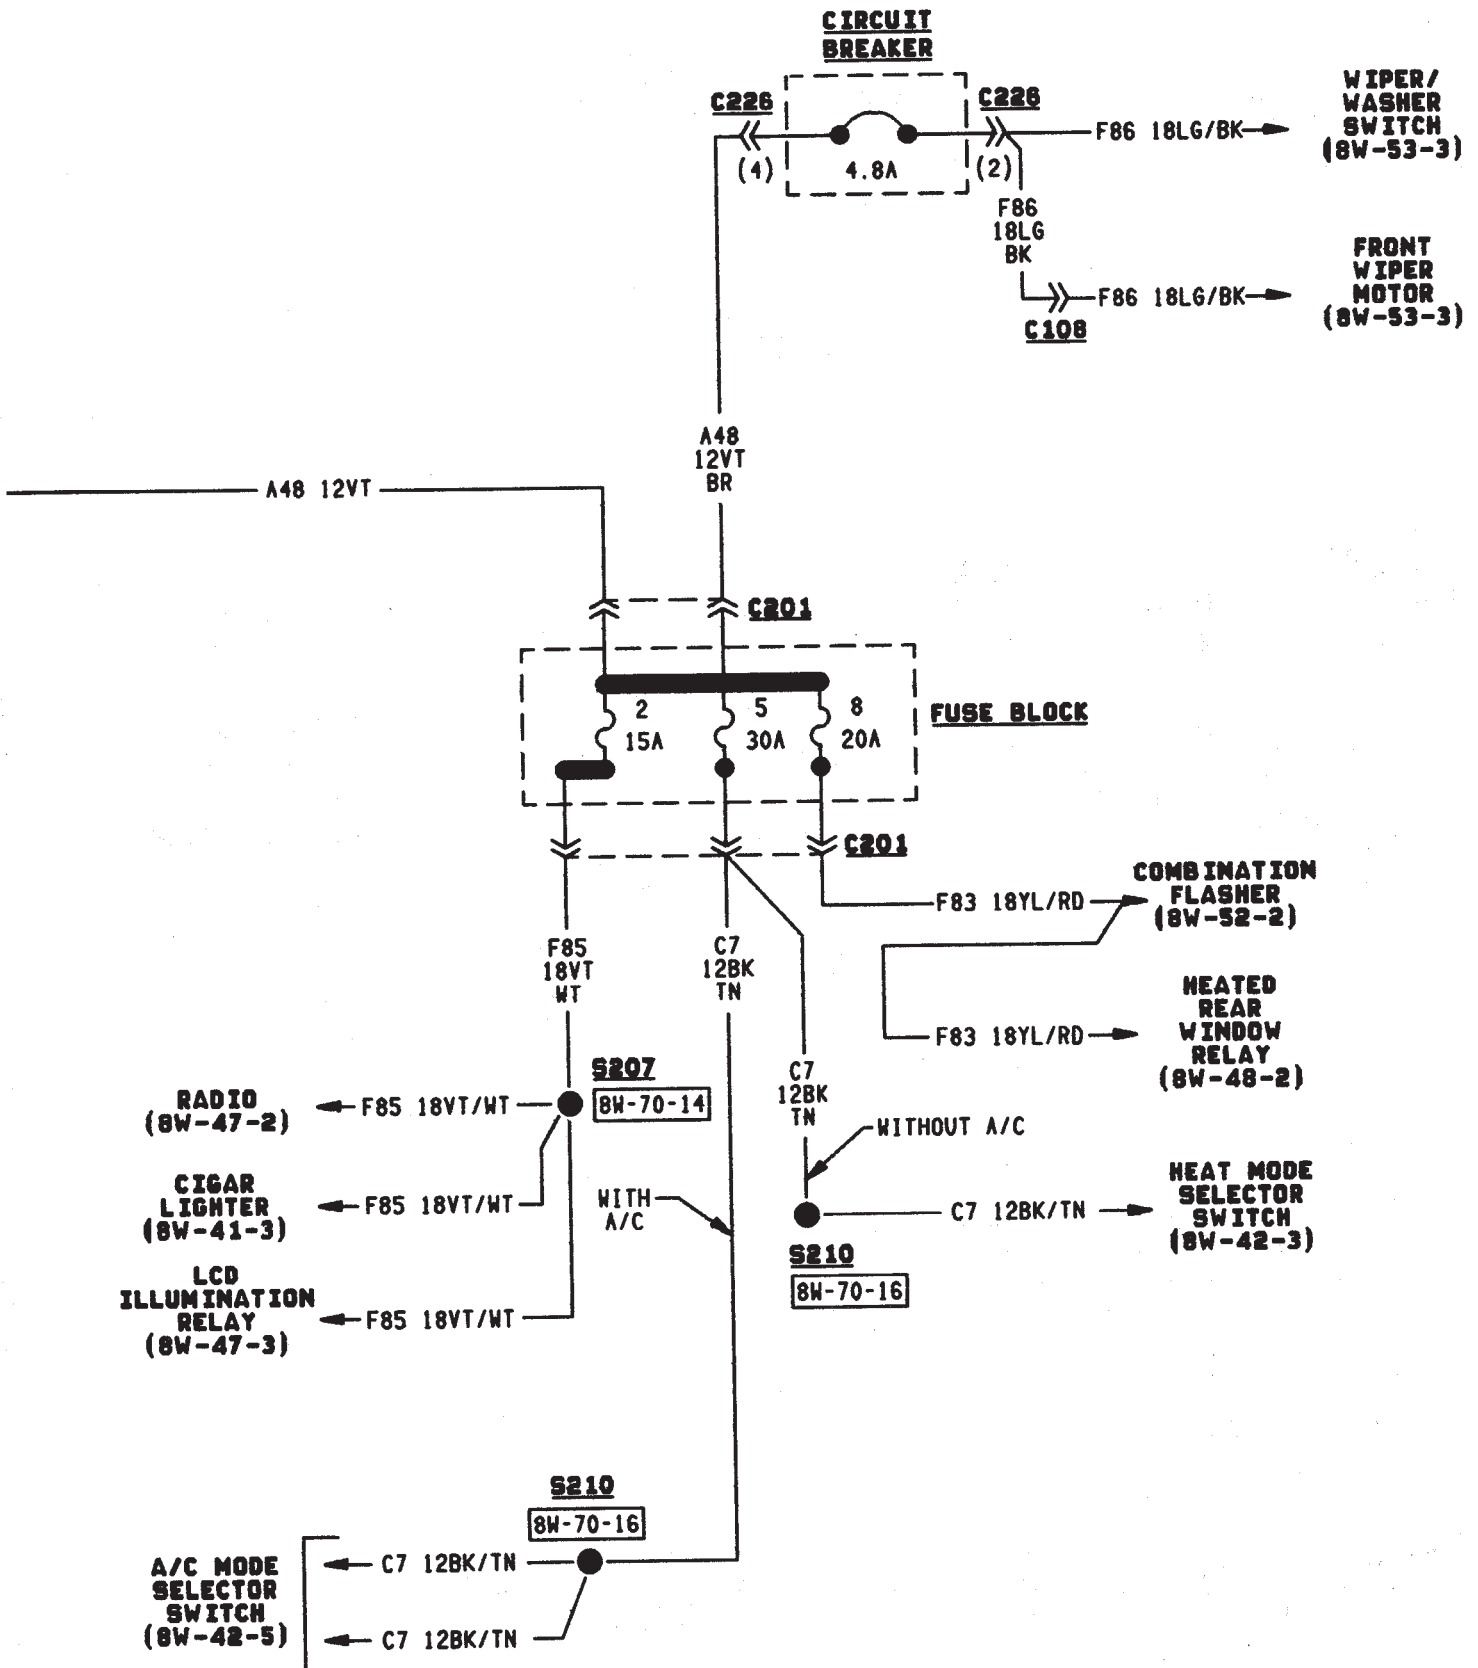 CIRCUIT
BREAKER
C226
C226
(4)
4.8A
(2)
F86 18LG/BK
WIPER/
WASHER
SWITCH
(8W-53-3)
F86
18LG
BK
F86 18LG/BK
C108
FRONT
WIPER
MOTOR
(8W-53-3)
A48
12VT
BR
A48 12VT
C201
2
15A
5
30A
8
20A
FUSE BLOCK
C201
F83 18YL/RD
COMBINATION
FLASHER
(8W-52-2)
F85
18VT
WT
C7
12BK
TN
F83 18YL/RD
HEATED
REAR
WINDOW
RELAY
(8W-48-2)
C7
12BK
TN
S207
8W-70-14
RADIO
(8W-47-2)
F85 18VT/WT
WITHOUT A/C
CIGAR
LIGHTER
(8W-41-3)
F85 18VT/WT
WITH
A/C
C7 12BK/TN
HEAT MODE
SELECTOR
SWITCH
(8W-42-3)
S210
8W-70-16
LCD
ILLUMINATION
RELAY
(8W-47-3)
F85 18VT/WT
S210
8W-70-16
A/C MODE
SELECTOR
SWITCH
(8W-42-5)
C7 12BK/TN
C7 12BK/TN